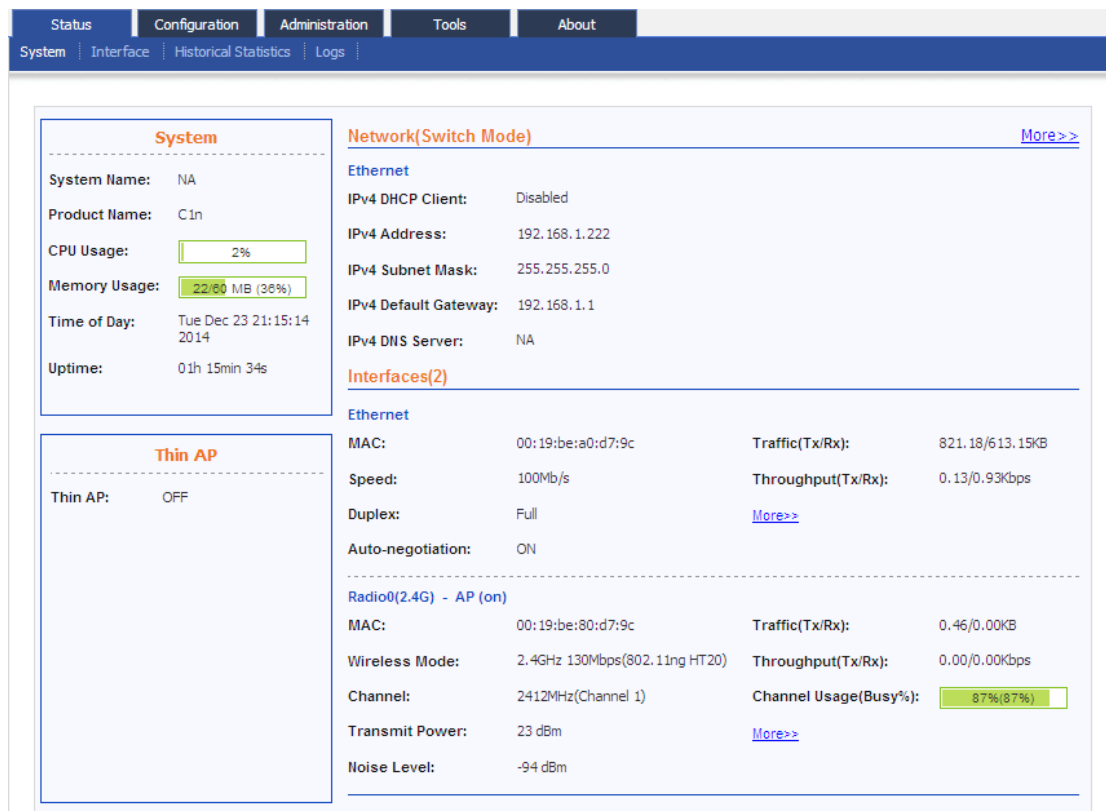 Status Configuration Administration Tools About
System Interface Historical Statistics Logs
System
System Name: NA
Product Name: C1n
CPU Usage: 2%
Memory Usage: 22/60 MB (36%)
Time of Day: Tue Dec 23 21:15:14
2014
Uptime: 01h 15min 34s
Thin AP
Thin AP: OFF
Network(Switch Mode) More>>
Ethernet
IPv4 DHCP Client: Disabled
IPv4 Address: 192.168.1.222
IPv4 Subnet Mask: 255.255.255.0
IPv4 Default Gateway: 192.168.1.1
IPv4 DNS Server: NA
Interfaces(2)
Ethernet
MAC: 00:19:be:a0:d7:9c Traffic(Tx/Rx): 821.18/613.15KB
Speed: 100Mb/s Throughput(Tx/Rx): 0.13/0.93Kbps
Duplex: Full More>>
Auto-negotiation: ON
Radio0(2.4G) - AP (on)
MAC: 00:19:be:80:d7:9c Traffic(Tx/Rx): 0.46/0.00KB
Wireless Mode: 2.4GHz 130Mbps(802.11ng HT20) Throughput(Tx/Rx): 0.00/0.00Kbps
Channel: 2412MHz(Channel 1) Channel Usage(Busy%): 87%(87%)
Transmit Power: 23 dBm More>>
Noise Level: -94 dBm